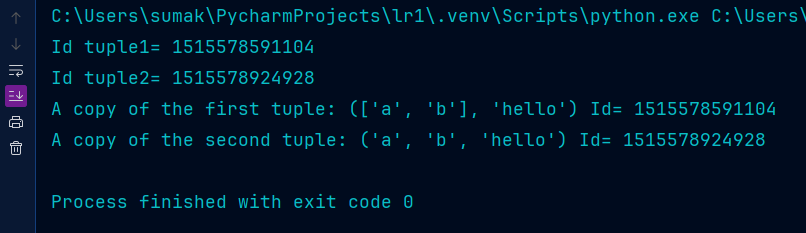 C:\Users\sumak\PycharmProjects\lr1\.venv\Scripts\python.exe C:\Users\
Id tuple1= 1515578591104
Id tuple2= 1515578924928
A copy of the first tuple: (['a', 'b'], 'hello') Id= 1515578591104
A copy of the second tuple: ('a', 'b', 'hello') Id= 1515578924928
Process finished with exit code 0